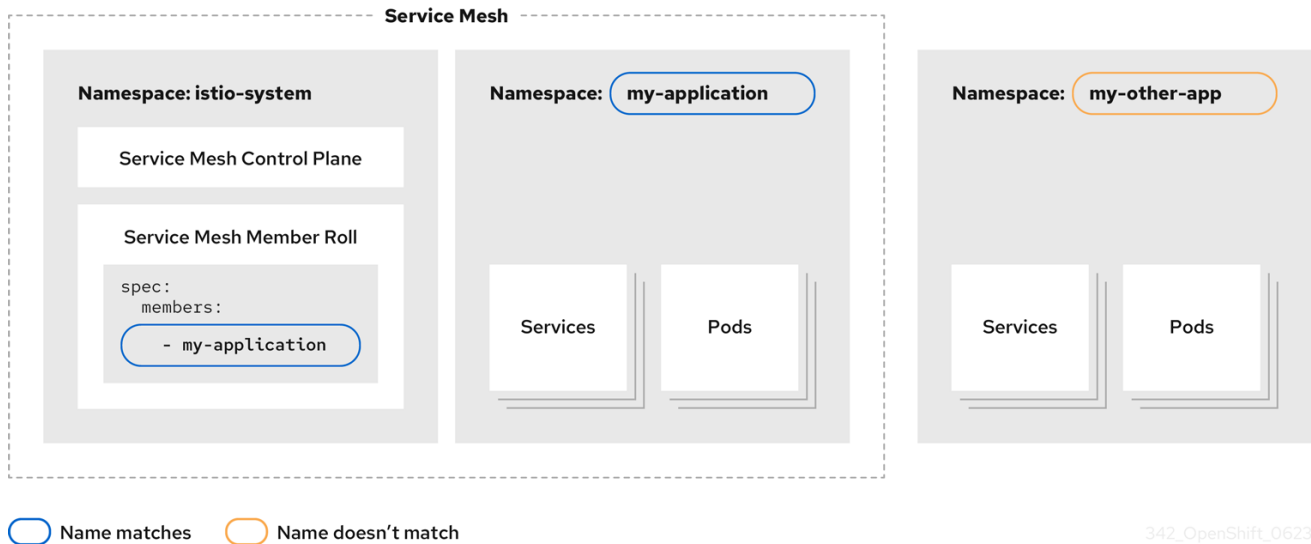 Service Mesh
Namespace: istio-system
Service Mesh Control Plane
Service Mesh Member Roll
spec:
members:
- my-application
Namespace: my-application
Services
Pods
Namespace: my-other-app
Services
Pods
Name matches
Name doesn’t match
342_OpenShift_0623